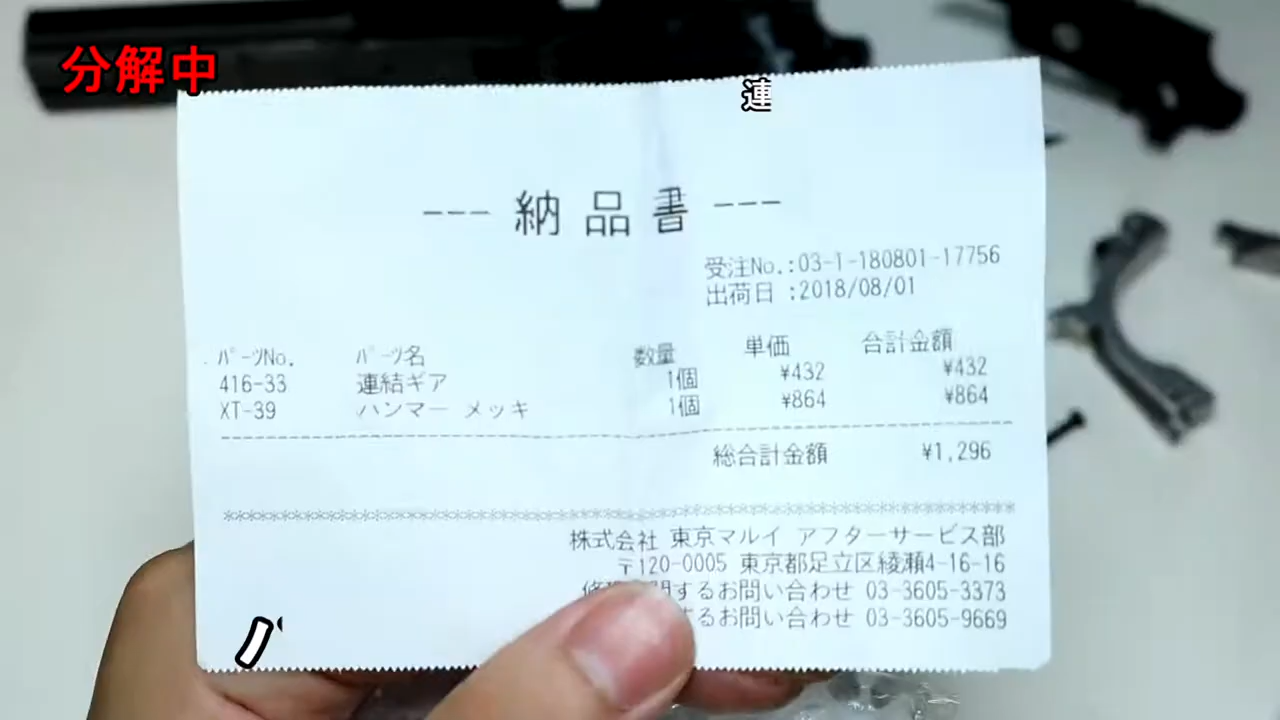 分解中
連
--- 納品書 ---
受注No.:03-1-180801-17756
出荷日 :2018/08/01
ﾊﾟｰﾂNo. ﾊﾟｰﾂ名 数量 単価 合計金額
416-33 連結ギア 1個 ¥432 ¥432
XT-39 ハンマー メッキ 1個 ¥864 ¥864
総合計金額 ¥1,296
株式会社 東京マルイ アフターサービス部
〒120-0005 東京都足立区綾瀬4-16-16
するお問い合わせ 03-3605-3373
するお問い合わせ 03-3605-9669